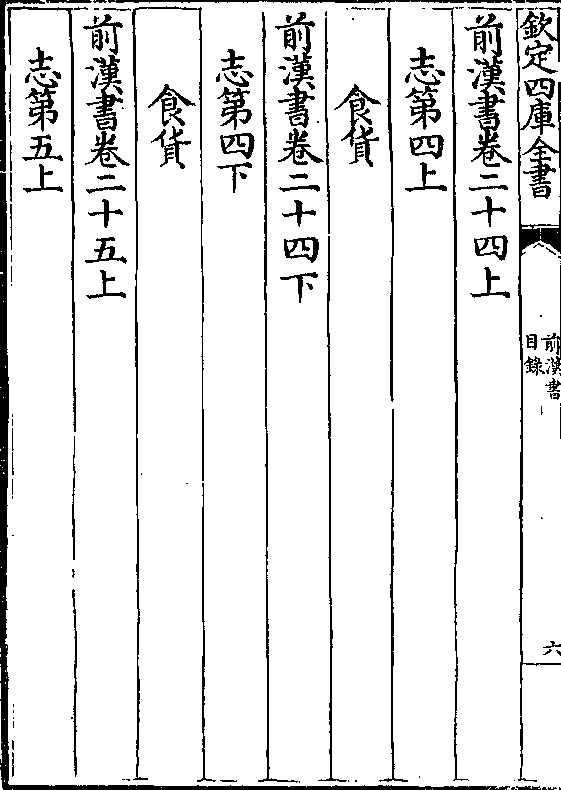 欽定四庫全書
前漢書
目錄
六
前漢書卷二十四上
志第四上
食貨
前漢書卷二十四下
志第四下
食貨
前漢書卷二十五上
志第五上